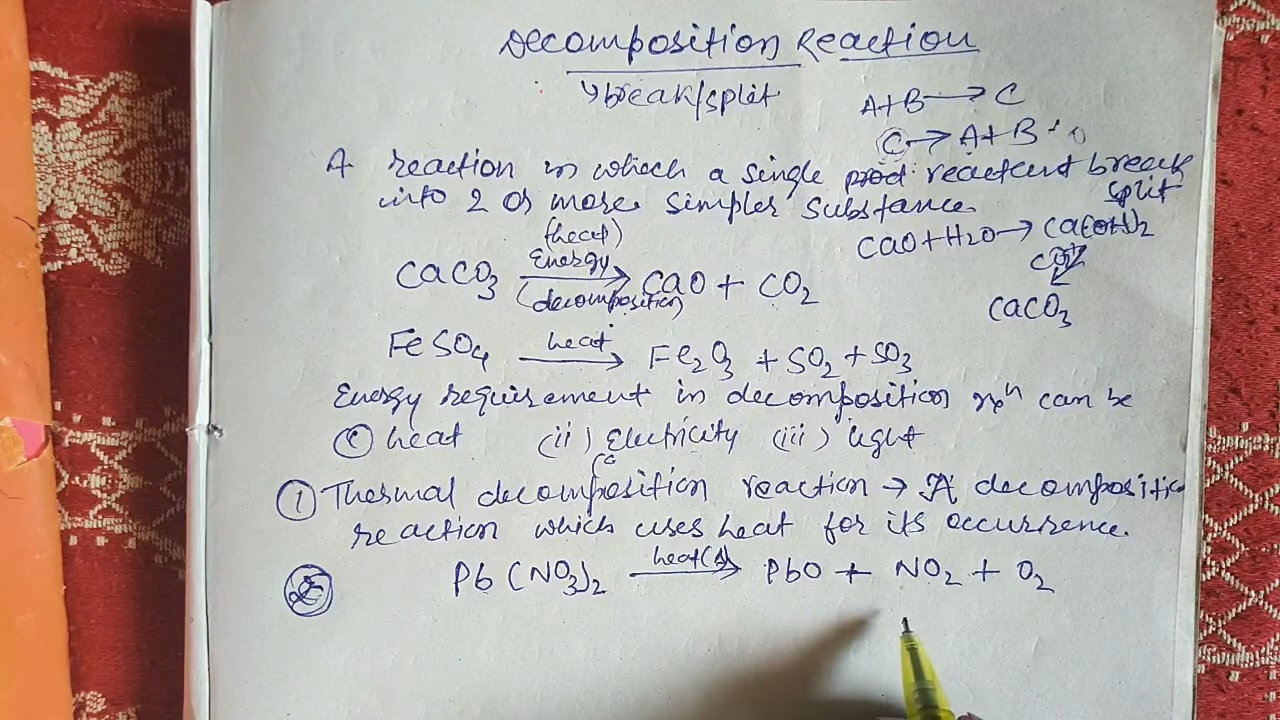 Decomposition Reaction
↳ break/split
A+B → C
C → A+B
A reaction in which a single reactant break
split
into 2 or more simpler substance
(heat)
CaO+H2O → Ca(OH)2
Energy
CaCO3 → CaO + CO2
(decomposition)
CO2
CaCO3
heat
FeSO4 → Fe2O3 + SO2 + SO3
Energy requirement in decomposition rxn can be
(i) heat (ii) Electricity (iii) light
① Thermal decomposition reaction → A decomposition
reaction which uses heat for its occurrence.
heat(Δ)
Pb(NO3)2 → PbO + NO2 + O2